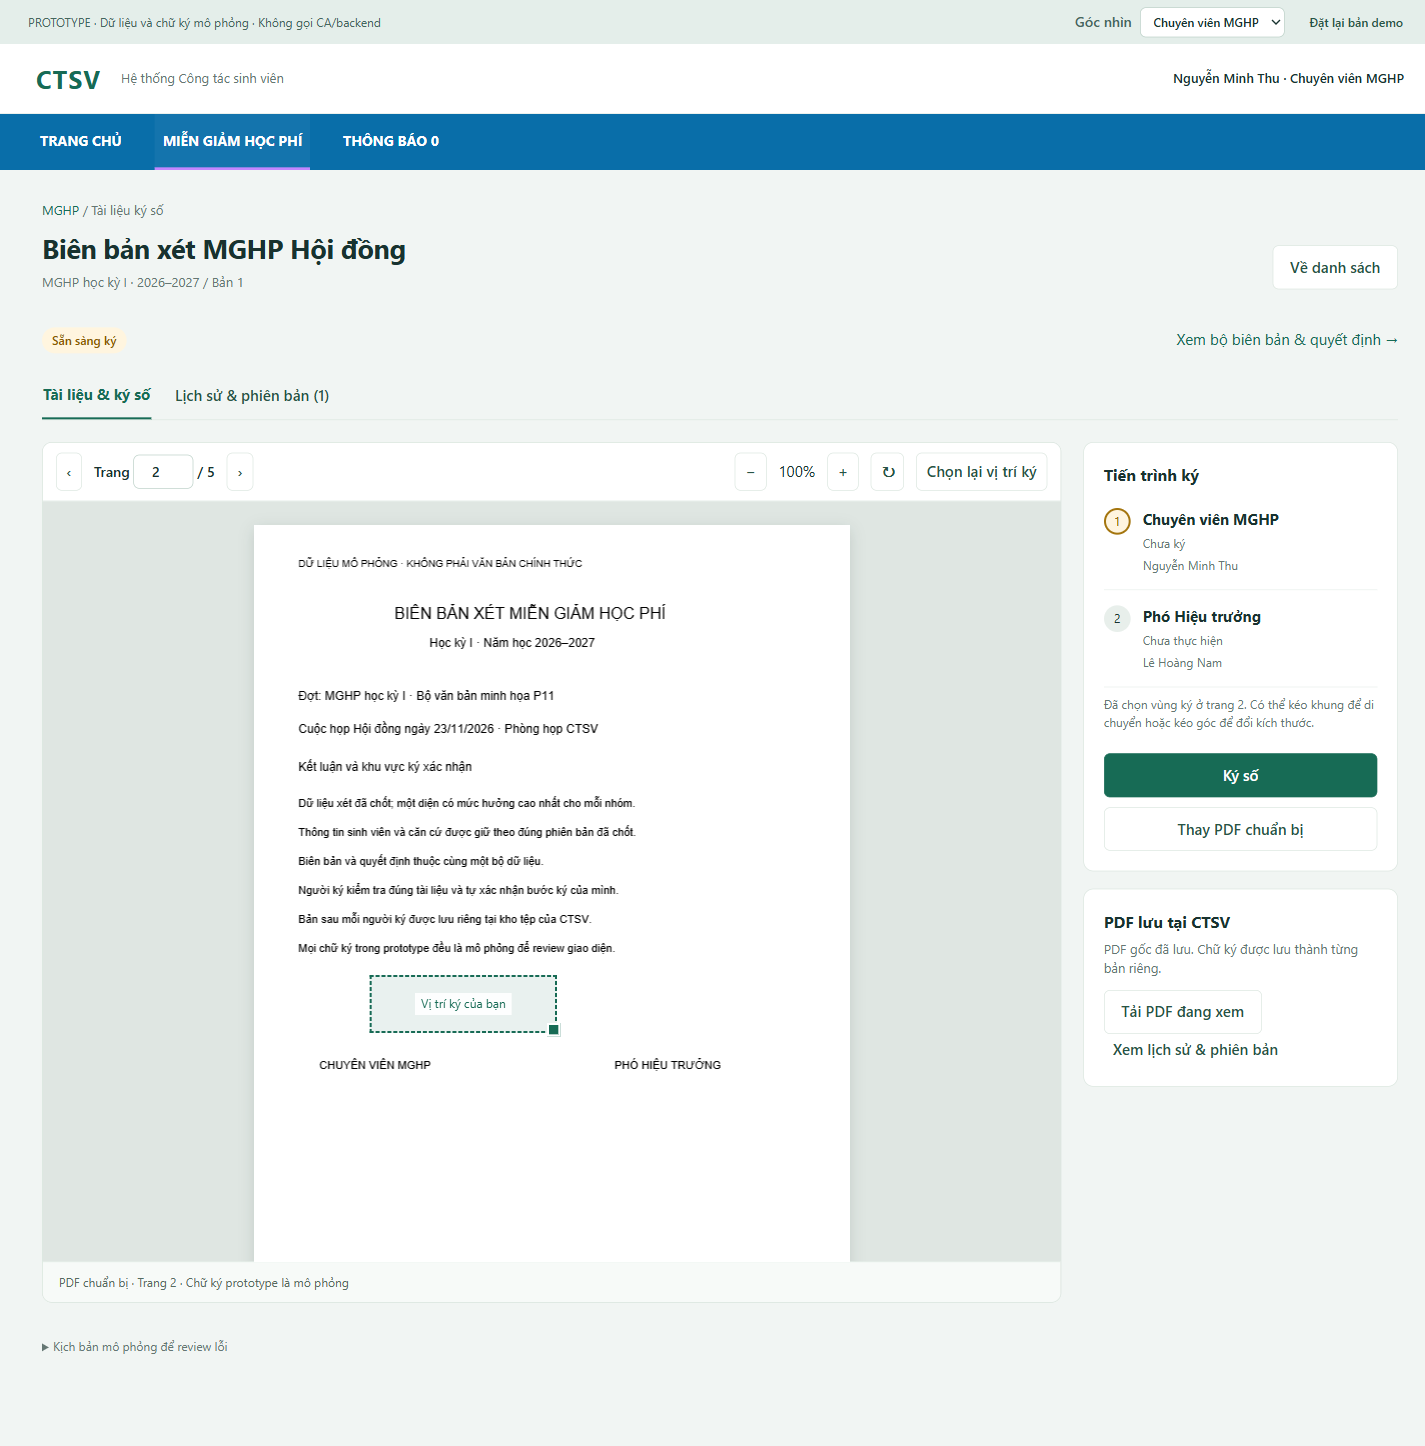 PROTOTYPE · Dữ liệu và chữ ký mô phỏng · Không gọi CA/backend
Góc nhìn
Chuyên viên MGHP
Đặt lại bản demo
CTSV
Hệ thống Công tác sinh viên
Nguyễn Minh Thu · Chuyên viên MGHP
TRANG CHỦ
MIỄN GIẢM HỌC PHÍ
THÔNG BÁO 0
MGHP / Tài liệu ký số
Biên bản xét MGHP Hội đồng
MGHP học kỳ I · 2026–2027 / Bản 1
Về danh sách
Sẵn sàng ký
Xem bộ biên bản & quyết định →
Tài liệu & ký số
Lịch sử & phiên bản (1)
‹ Trang 2 / 5 ›
− 100% + ↻ Chọn lại vị trí ký
DỮ LIỆU MÔ PHỎNG · KHÔNG PHẢI VĂN BẢN CHÍNH THỨC
BIÊN BẢN XÉT MIỄN GIẢM HỌC PHÍ
Học kỳ I · Năm học 2026–2027
Đợt: MGHP học kỳ I · Bộ văn bản minh họa P11
Cuộc họp Hội đồng ngày 23/11/2026 · Phòng họp CTSV
Kết luận và khu vực ký xác nhận
Dữ liệu xét đã chốt; một diện có mức hưởng cao nhất cho mỗi nhóm.
Thông tin sinh viên và căn cứ được giữ theo đúng phiên bản đã chốt.
Biên bản và quyết định thuộc cùng một bộ dữ liệu.
Người ký kiểm tra đúng tài liệu và tự xác nhận bước ký của mình.
Bản sau mỗi người ký được lưu riêng tại kho tệp của CTSV.
Mọi chữ ký trong prototype đều là mô phỏng để review giao diện.
Vị trí ký của bạn
CHUYÊN VIÊN MGHP
PHÓ HIỆU TRƯỞNG
PDF chuẩn bị · Trang 2 · Chữ ký prototype là mô phỏng
Tiến trình ký
1 Chuyên viên MGHP
Chưa ký
Nguyễn Minh Thu
2 Phó Hiệu trưởng
Chưa thực hiện
Lê Hoàng Nam
Đã chọn vùng ký ở trang 2. Có thể kéo khung để di
chuyển hoặc kéo góc để đổi kích thước.
Ký số
Thay PDF chuẩn bị
PDF lưu tại CTSV
PDF gốc đã lưu. Chữ ký được lưu thành từng
bản riêng.
Tải PDF đang xem
Xem lịch sử & phiên bản
▶ Kịch bản mô phỏng để review lỗi